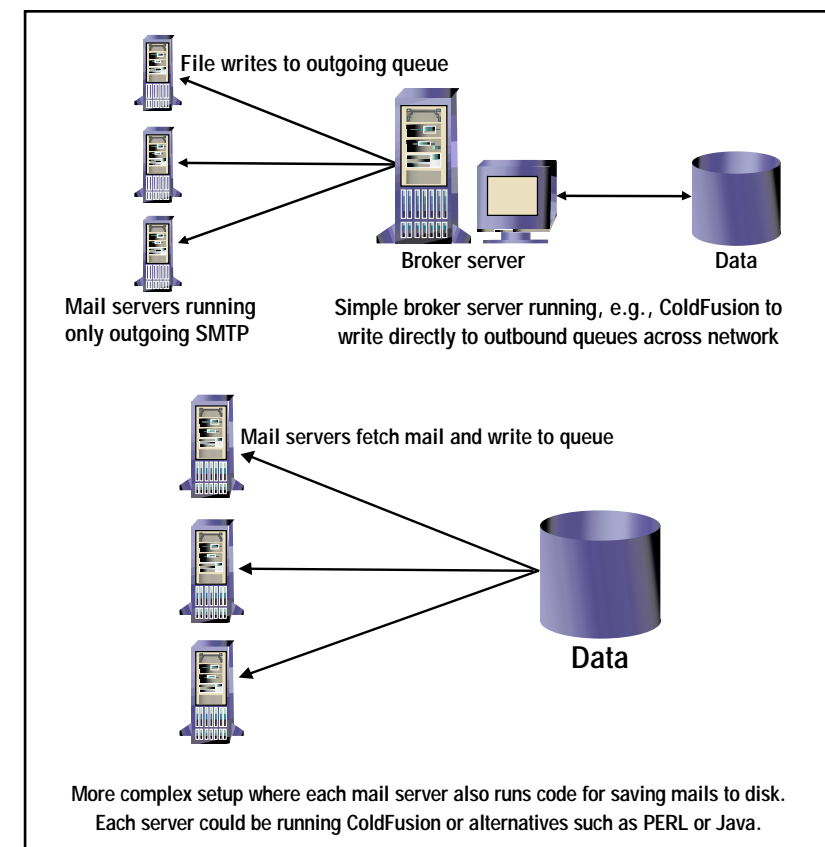 File writes to outgoing queue
Broker server
Data
Mail servers running
only outgoing SMTP
Simple broker server running, e.g., ColdFusion to
write directly to outbound queues across network
Mail servers fetch mail and write to queue
Data
More complex setup where each mail server also runs code for saving mails to disk.
Each server could be running ColdFusion or alternatives such as PERL or Java.